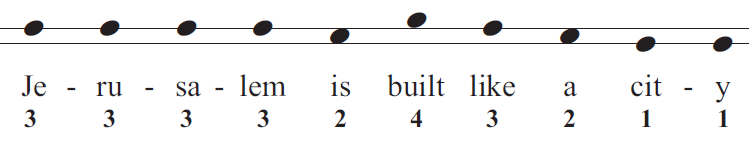 Je - ru - sa - lem is built like a cit - y
3 3 3 3 2 4 3 2 1 1